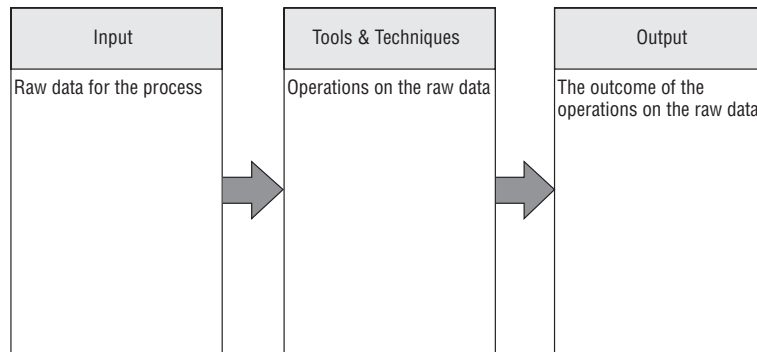 Input
Tools & Techniques
Output
Raw data for the process
Operations on the raw data
The outcome of the
operations on the raw data